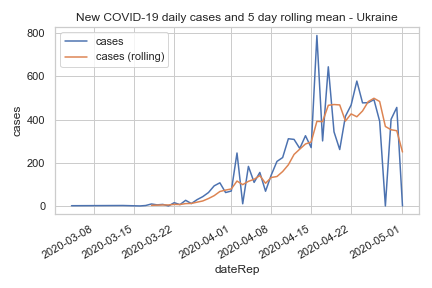 New COVID-19 daily cases and 5 day rolling mean - Ukraine
cases
cases (rolling)
800
600
400
200
0
cases
2020-03-08
2020-03-15
2020-03-22
2020-04-01
2020-04-08
2020-04-15
2020-04-22
2020-05-01
dateRep